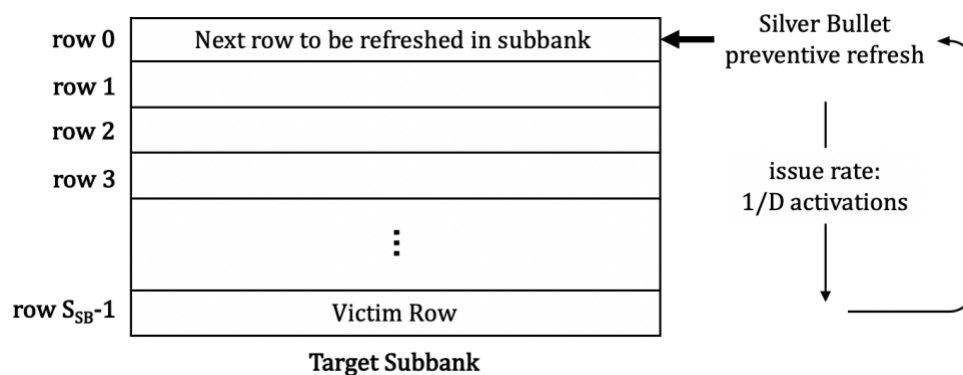 row 0
Next row to be refreshed in subbank
Silver Bullet
preventive refresh
row 1
row 2
row 3
issue rate:
1/D activations
row S_SB-1
Victim Row
Target Subbank